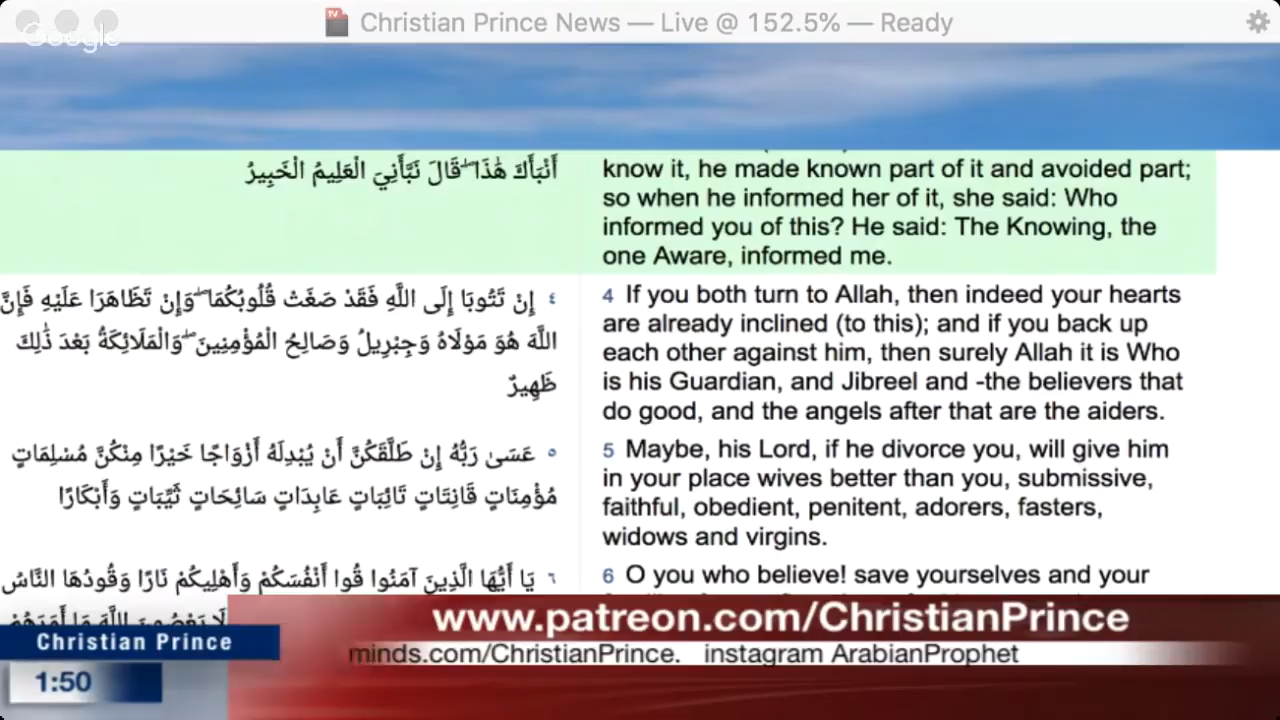 Christian Prince News — Live @ 152.5% — Ready
Google
أَنْبَأَكَ هَٰذَا ۖ قَالَ نَبَّأَنِيَ الْعَلِيمُ الْخَبِيرُ
know it, he made known part of it and avoided part;
so when he informed her of it, she said: Who
informed you of this? He said: The Knowing, the
one Aware, informed me.
٤ إِنْ تَتُوبَا إِلَى اللَّهِ فَقَدْ صَغَتْ قُلُوبُكُمَا ۖ وَإِنْ تَظَاهَرَا عَلَيْهِ فَإِنَّ
اللَّهَ هُوَ مَوْلَاهُ وَجِبْرِيلُ وَصَالِحُ الْمُؤْمِنِينَ ۖ وَالْمَلَائِكَةُ بَعْدَ ذَٰلِكَ
ظَهِيرٌ
4 If you both turn to Allah, then indeed your hearts
are already inclined (to this); and if you back up
each other against him, then surely Allah it is Who
is his Guardian, and Jibreel and -the believers that
do good, and the angels after that are the aiders.
٥ عَسَىٰ رَبُّهُ إِنْ طَلَّقَكُنَّ أَنْ يُبْدِلَهُ أَزْوَاجًا خَيْرًا مِنْكُنَّ مُسْلِمَاتٍ
مُؤْمِنَاتٍ قَانِتَاتٍ تَائِبَاتٍ عَابِدَاتٍ سَائِحَاتٍ ثَيِّبَاتٍ وَأَبْكَارًا
5 Maybe, his Lord, if he divorce you, will give him
in your place wives better than you, submissive,
faithful, obedient, penitent, adorers, fasters,
widows and virgins.
٦ يَا أَيُّهَا الَّذِينَ آمَنُوا قُوا أَنْفُسَكُمْ وَأَهْلِيكُمْ نَارًا وَقُودُهَا النَّاسُ
6 O you who believe! save yourselves and your
www.patreon.com/ChristianPrince
Christian Prince
minds.com/ChristianPrince. instagram ArabianProphet
1:50